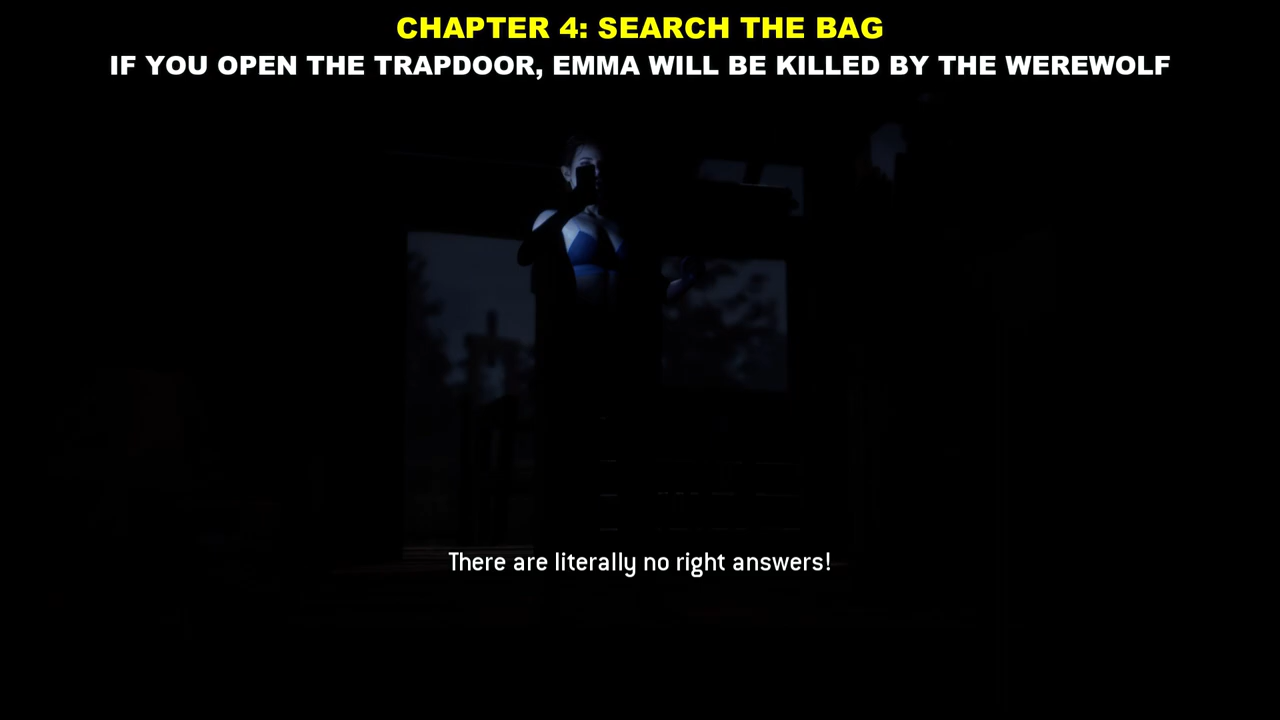 CHAPTER 4: SEARCH THE BAG
IF YOU OPEN THE TRAPDOOR, EMMA WILL BE KILLED BY THE WEREWOLF
There are literally no right answers!